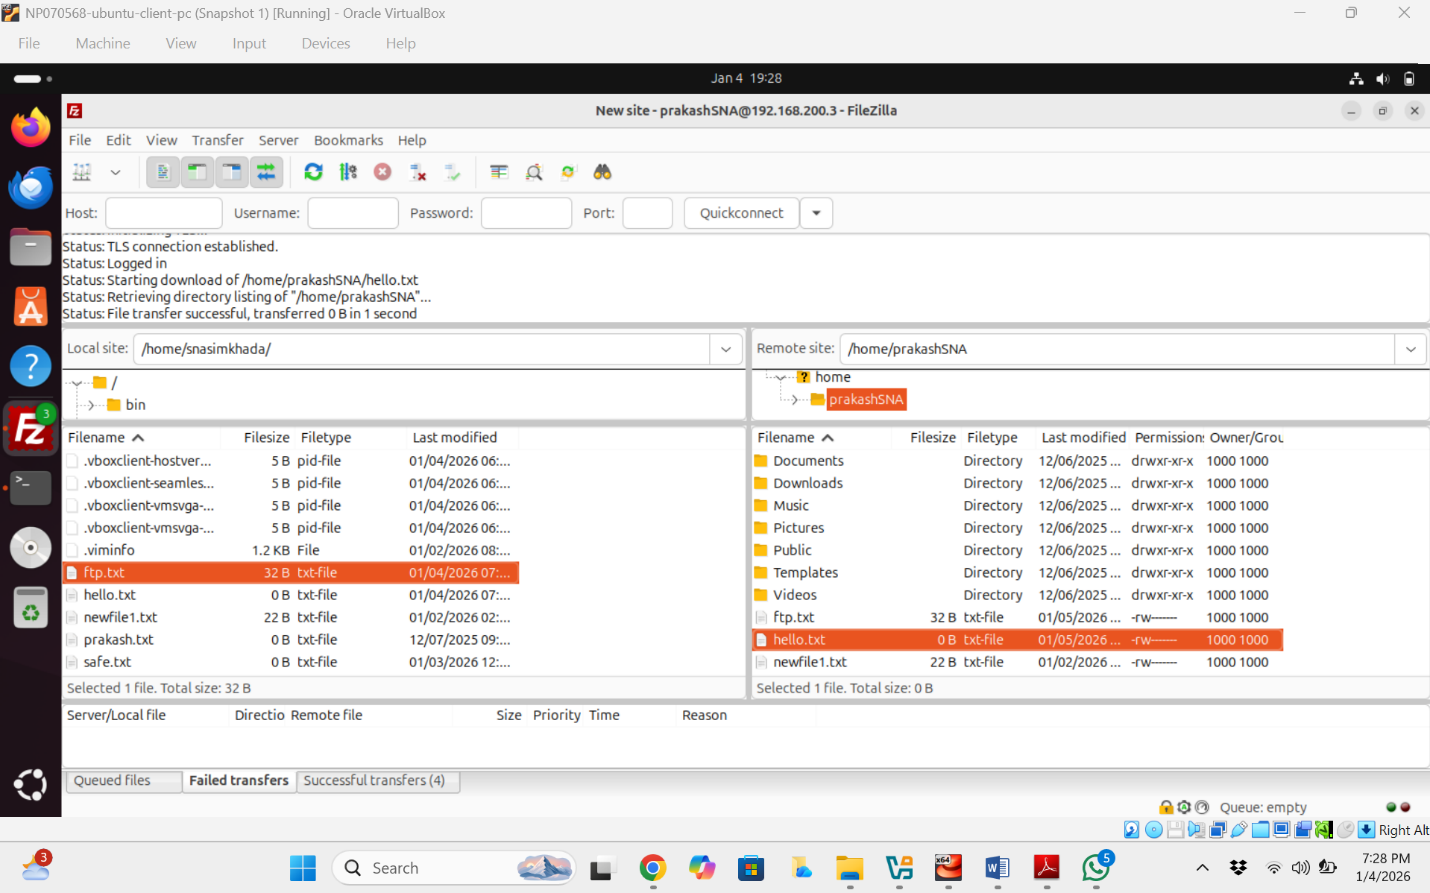 NP070568-ubuntu-client-pc (Snapshot 1) [Running] - Oracle VirtualBox
File Machine View Input Devices Help
Jan 4 19:28
New site - prakashSNA@192.168.200.3 - FileZilla
File Edit View Transfer Server Bookmarks Help
Host: Username: Password: Port: Quickconnect
Status: TLS connection established.
Status: Logged in
Status: Starting download of /home/prakashSNA/hello.txt
Status: Retrieving directory listing of "/home/prakashSNA"...
Status: File transfer successful, transferred 0 B in 1 second
Local site: /home/snasimkhada/
/
bin
Filename Filesize Filetype Last modified
.vboxclient-hostver... 5 B pid-file 01/04/2026 06:...
.vboxclient-seamles... 5 B pid-file 01/04/2026 06:...
.vboxclient-vmsvga-... 5 B pid-file 01/04/2026 06:...
.vboxclient-vmsvga-... 5 B pid-file 01/04/2026 06:...
.viminfo 1.2 KB File 01/02/2026 08:...
ftp.txt 32 B txt-file 01/04/2026 07:...
hello.txt 0 B txt-file 01/04/2026 07:...
newfile1.txt 22 B txt-file 01/02/2026 02:...
prakash.txt 0 B txt-file 12/07/2025 09:...
safe.txt 0 B txt-file 01/03/2026 12:...
Selected 1 file. Total size: 32 B
Remote site: /home/prakashSNA
home
prakashSNA
Filename Filesize Filetype Last modified Permissions Owner/Grou
Documents Directory 12/06/2025 ... drwxr-xr-x 1000 1000
Downloads Directory 12/06/2025 ... drwxr-xr-x 1000 1000
Music Directory 12/06/2025 ... drwxr-xr-x 1000 1000
Pictures Directory 12/06/2025 ... drwxr-xr-x 1000 1000
Public Directory 12/06/2025 ... drwxr-xr-x 1000 1000
Templates Directory 12/06/2025 ... drwxr-xr-x 1000 1000
Videos Directory 12/06/2025 ... drwxr-xr-x 1000 1000
ftp.txt 32 B txt-file 01/05/2026 ... -rw------- 1000 1000
hello.txt 0 B txt-file 01/05/2026 ... -rw------- 1000 1000
newfile1.txt 22 B txt-file 01/02/2026 ... -rw------- 1000 1000
Selected 1 file. Total size: 0 B
Server/Local file Directio Remote file Size Priority Time Reason
Queued files Failed transfers Successful transfers (4)
Queue: empty
Right Alt
3
Search
5
7:28 PM
1/4/2026